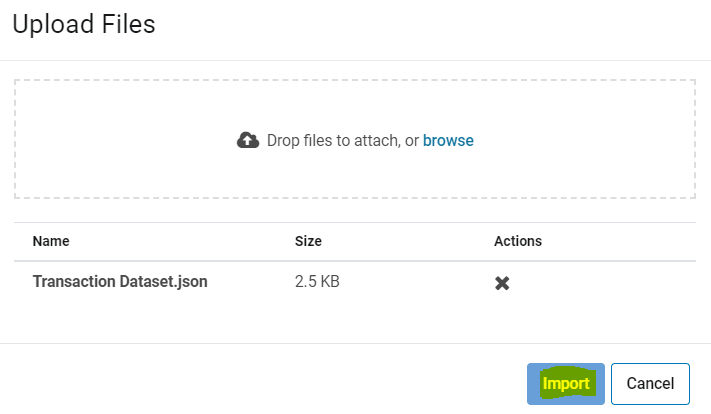 Upload Files
Drop files to attach, or browse
Name Size Actions
Transaction Dataset.json 2.5 KB
Import Cancel